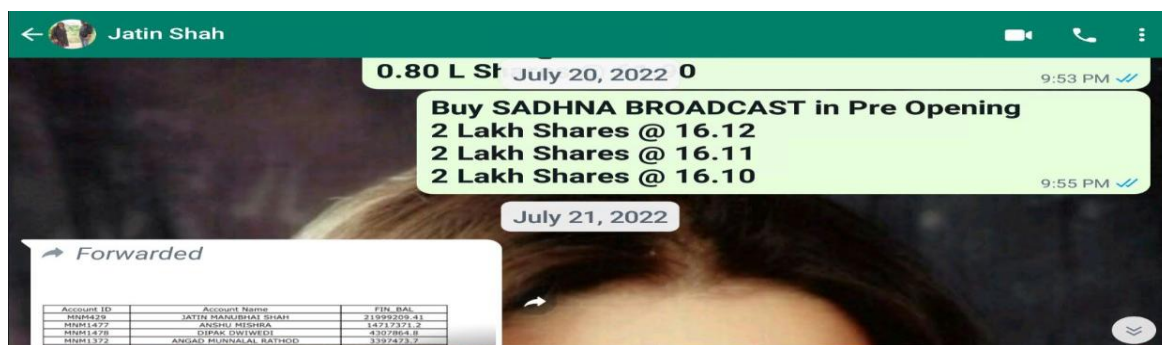 Jatin Shah
0.80 L Sh
July 20, 2022
0
9:53 PM
Buy SADHNA BROADCAST in Pre Opening
2 Lakh Shares @ 16.12
2 Lakh Shares @ 16.11
2 Lakh Shares @ 16.10
9:55 PM
July 21, 2022
Forwarded
Account ID Account Name FIN_BAL
MNM429 JATIN MANUBHAI SHAH 21999209.41
MNM1477 ANSHU MISHRA 14717371.2
MNM1478 DIPAK DWIWEDI 4307864.8
MNM1372 ANGAD MUNNALAL RATHOD 3397473.7